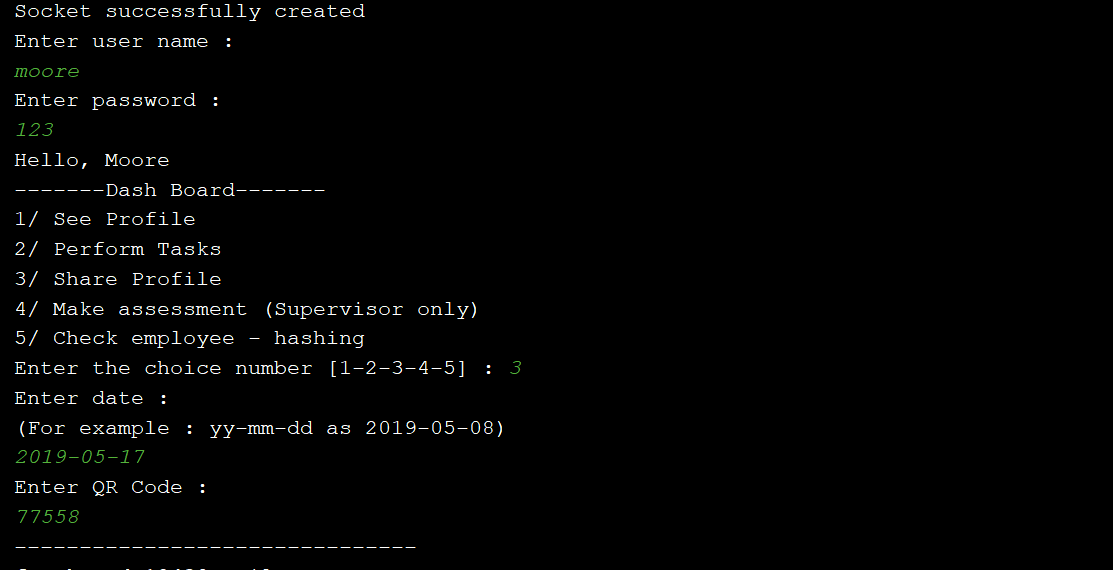 Socket successfully created
Enter user name :
moore
Enter password :
123
Hello, Moore
-------Dash Board-------
1/ See Profile
2/ Perform Tasks
3/ Share Profile
4/ Make assessment (Supervisor only)
5/ Check employee - hashing
Enter the choice number [1-2-3-4-5] : 3
Enter date :
(For example : yy-mm-dd as 2019-05-08)
2019-05-17
Enter QR Code :
77558
-------------------------------